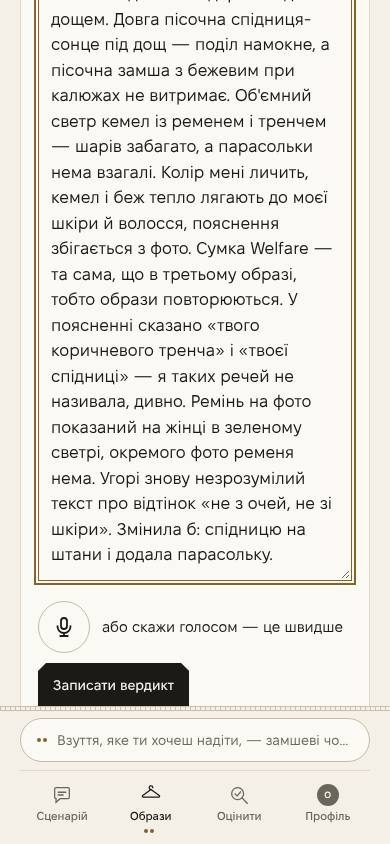 дощем. Довга пісочна спідниця-
сонце під дощ — поділ намокне, а
пісочна замша з бежевим при
калюжах не витримає. Об'ємний
светр кемел із ременем і тренчем
— шарів забагато, а парасольки
нема взагалі. Колір мені личить,
кемел і беж тепло лягають до моєї
шкіри й волосся, пояснення
збігається з фото. Сумка Welfare —
та сама, що в третьому образі,
тобто образи повторюються. У
поясненні сказано «твого
коричневого тренча» і «твоєї
спідниці» — я таких речей не
називала, дивно. Ремінь на фото
показаний на жінці в зеленому
светрі, окремого фото ременя
нема. Угорі знову незрозумілий
текст про відтінок «не з очей, не зі
шкіри». Змінила б: спідницю на
штани і додала парасольку.
або скажи голосом — це швидше
Записати вердикт
Взуття, яке ти хочеш надіти, — замшеві чо...
Сценарій
Образи
Оцінити
О
Профіль